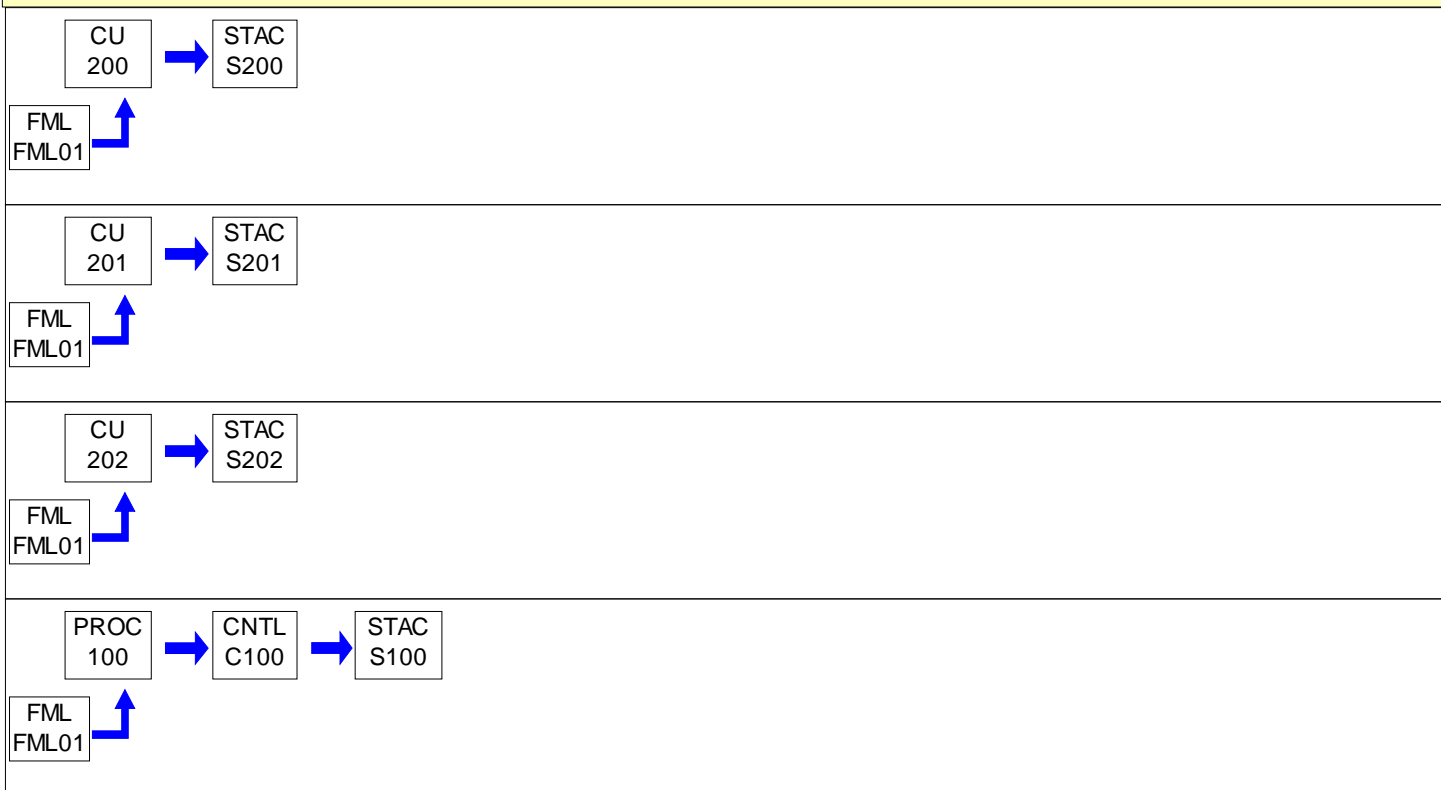 CU
200
STAC
S200
FML
FML01
CU
201
STAC
S201
FML
FML01
CU
202
STAC
S202
FML
FML01
PROC
100
CNTL
C100
STAC
S100
FML
FML01